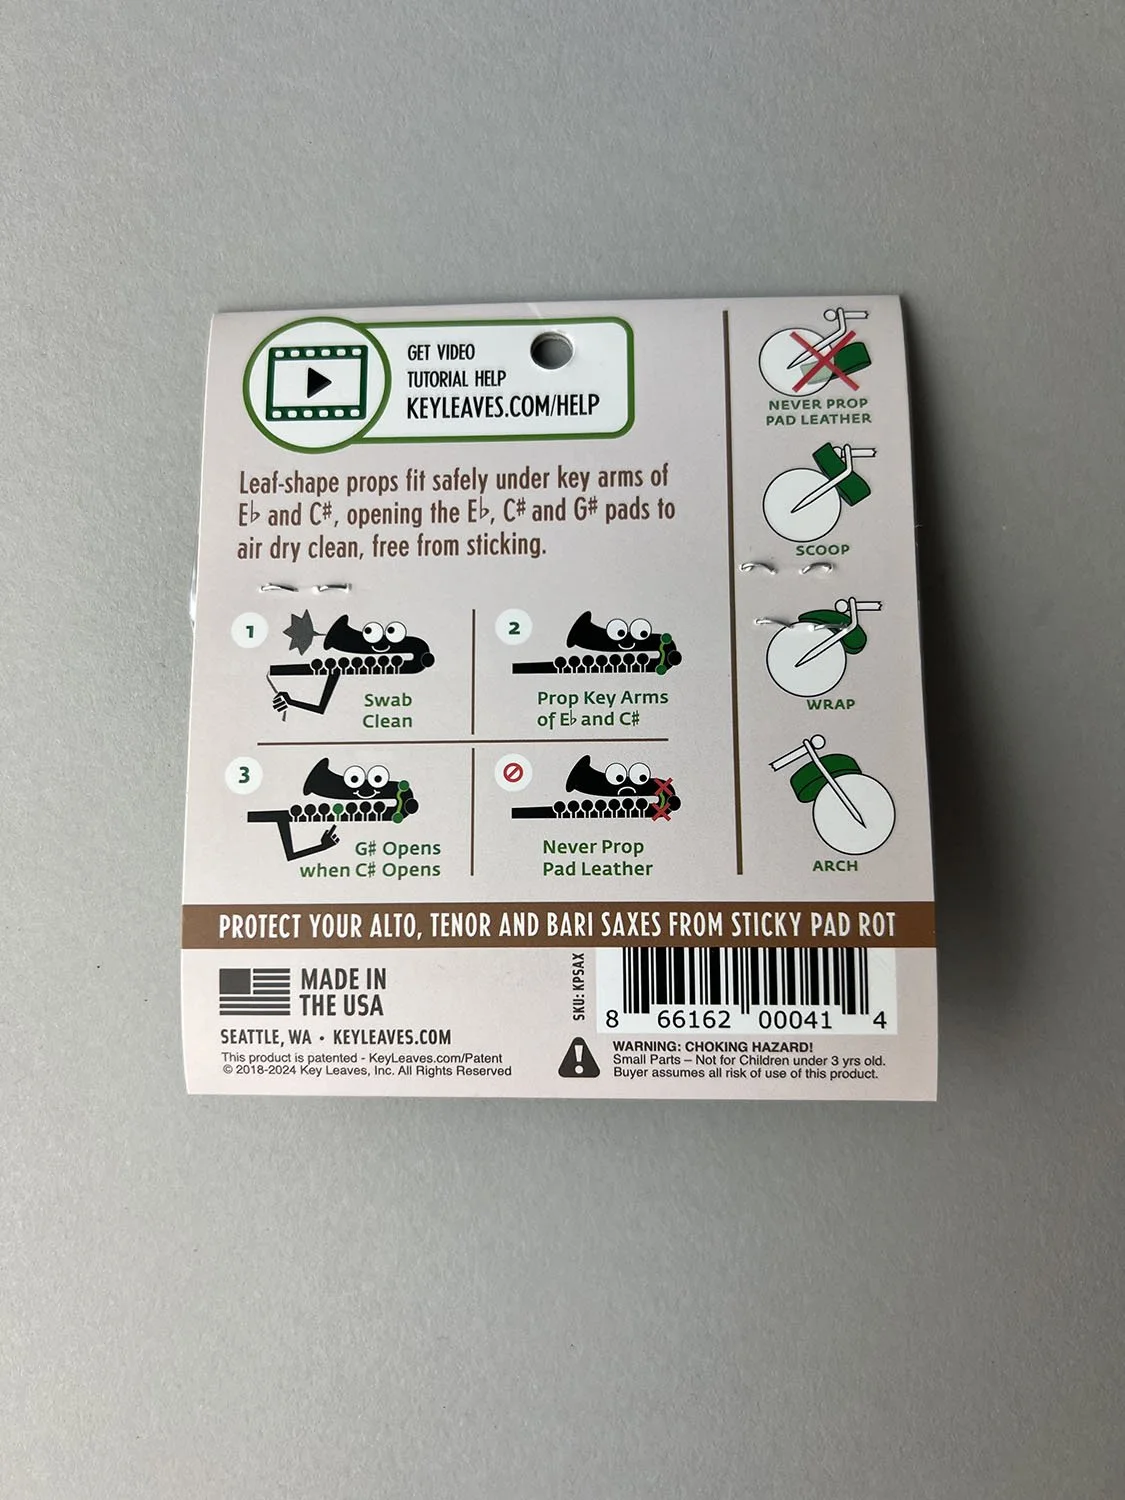 GET VIDEO
TUTORIAL HELP
KEYLEAVES.COM/HELP
Leaf-shape props fit safely under key arms of
E♭ and C♯, opening the E♭, C♯ and G♯ pads to
air dry clean, free from sticking.
1
Swab
Clean
2
Prop Key Arms
of E♭ and C♯
3
G♯ Opens
when C♯ Opens
Never Prop
Pad Leather
NEVER PROP
PAD LEATHER
SCOOP
WRAP
ARCH
PROTECT YOUR ALTO, TENOR AND BARI SAXES FROM STICKY PAD ROT
MADE IN
THE USA
SEATTLE, WA • KEYLEAVES.COM
This product is patented - KeyLeaves.com/Patent
© 2018-2024 Key Leaves, Inc. All Rights Reserved
SKU: KPSAX
8 66162 00041 4
WARNING: CHOKING HAZARD!
Small Parts – Not for Children under 3 yrs old.
Buyer assumes all risk of use of this product.